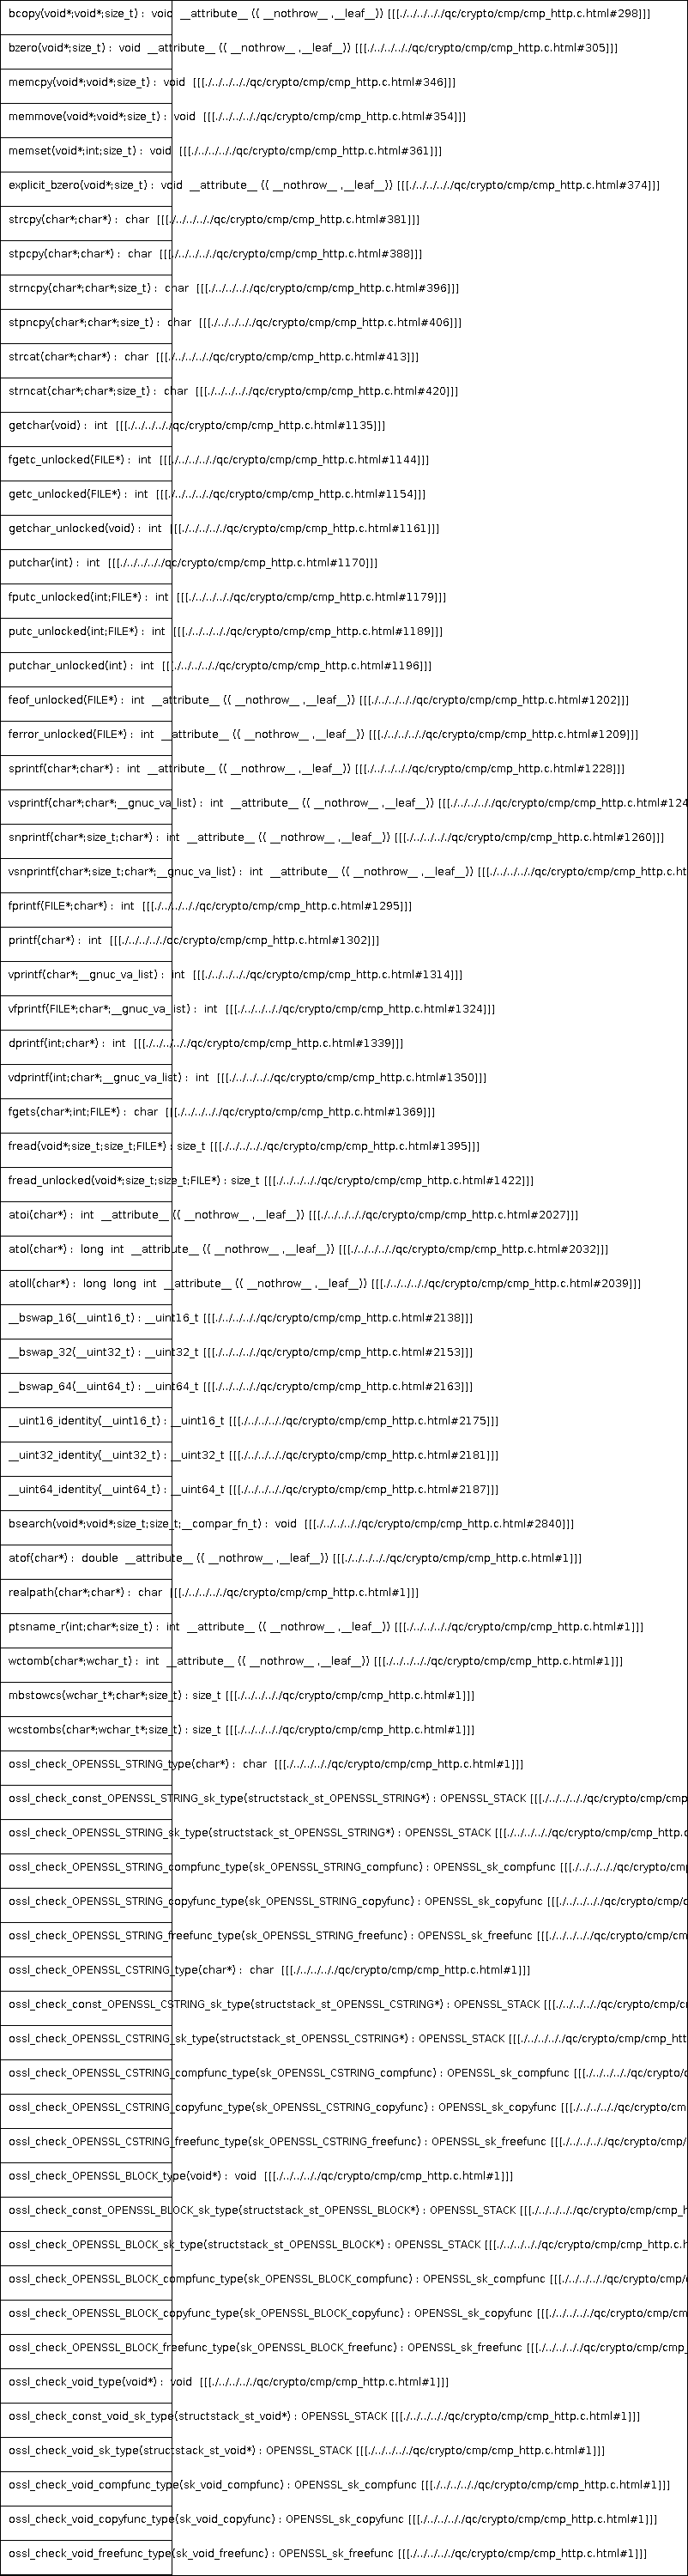 bcopy(void*;void*;size_t) : void __attribute__ (( __nothrow__ ,__leaf__)) [[[./../../././qc/crypto/cmp/cmp_http.c.html#298]]]
bzero(void*;size_t) : void __attribute__ (( __nothrow__ ,__leaf__)) [[[./../../././qc/crypto/cmp/cmp_http.c.html#305]]]
memcpy(void*;void*;size_t) : void [[[./../../././qc/crypto/cmp/cmp_http.c.html#346]]]
memmove(void*;void*;size_t) : void [[[./../../././qc/crypto/cmp/cmp_http.c.html#354]]]
memset(void*;int;size_t) : void [[[./../../././qc/crypto/cmp/cmp_http.c.html#361]]]
explicit_bzero(void*;size_t) : void __attribute__ (( __nothrow__ ,__leaf__)) [[[./../../././qc/crypto/cmp/cmp_http.c.html#374]]]
strcpy(char*;char*) : char [[[./../../././qc/crypto/cmp/cmp_http.c.html#381]]]
stpcpy(char*;char*) : char [[[./../../././qc/crypto/cmp/cmp_http.c.html#388]]]
strncpy(char*;char*;size_t) : char [[[./../../././qc/crypto/cmp/cmp_http.c.html#396]]]
stpncpy(char*;char*;size_t) : char [[[./../../././qc/crypto/cmp/cmp_http.c.html#406]]]
strcat(char*;char*) : char [[[./../../././qc/crypto/cmp/cmp_http.c.html#413]]]
strncat(char*;char*;size_t) : char [[[./../../././qc/crypto/cmp/cmp_http.c.html#420]]]
getchar(void) : int [[[./../../././qc/crypto/cmp/cmp_http.c.html#1135]]]
fgetc_unlocked(FILE*) : int [[[./../../././qc/crypto/cmp/cmp_http.c.html#1144]]]
getc_unlocked(FILE*) : int [[[./../../././qc/crypto/cmp/cmp_http.c.html#1154]]]
getchar_unlocked(void) : int [[[./../../././qc/crypto/cmp/cmp_http.c.html#1161]]]
putchar(int) : int [[[./../../././qc/crypto/cmp/cmp_http.c.html#1170]]]
fputc_unlocked(int;FILE*) : int [[[./../../././qc/crypto/cmp/cmp_http.c.html#1179]]]
putc_unlocked(int;FILE*) : int [[[./../../././qc/crypto/cmp/cmp_http.c.html#1189]]]
putchar_unlocked(int) : int [[[./../../././qc/crypto/cmp/cmp_http.c.html#1196]]]
feof_unlocked(FILE*) : int __attribute__ (( __nothrow__ ,__leaf__)) [[[./../../././qc/crypto/cmp/cmp_http.c.html#1202]]]
ferror_unlocked(FILE*) : int __attribute__ (( __nothrow__ ,__leaf__)) [[[./../../././qc/crypto/cmp/cmp_http.c.html#1209]]]
sprintf(char*;char*) : int __attribute__ (( __nothrow__ ,__leaf__)) [[[./../../././qc/crypto/cmp/cmp_http.c.html#1228]]]
vsprintf(char*;char*;__gnuc_va_list) : int __attribute__ (( __nothrow__ ,__leaf__)) [[[./../../././qc/crypto/cmp/cmp_http.c.html#124
snprintf(char*;size_t;char*) : int __attribute__ (( __nothrow__ ,__leaf__)) [[[./../../././qc/crypto/cmp/cmp_http.c.html#1260]]]
vsnprintf(char*;size_t;char*;__gnuc_va_list) : int __attribute__ (( __nothrow__ ,__leaf__)) [[[./../../././qc/crypto/cmp/cmp_http.c.ht
fprintf(FILE*;char*) : int [[[./../../././qc/crypto/cmp/cmp_http.c.html#1295]]]
printf(char*) : int [[[./../../././qc/crypto/cmp/cmp_http.c.html#1302]]]
vprintf(char*;__gnuc_va_list) : int [[[./../../././qc/crypto/cmp/cmp_http.c.html#1314]]]
vfprintf(FILE*;char*;__gnuc_va_list) : int [[[./../../././qc/crypto/cmp/cmp_http.c.html#1324]]]
dprintf(int;char*) : int [[[./../../././qc/crypto/cmp/cmp_http.c.html#1339]]]
vdprintf(int;char*;__gnuc_va_list) : int [[[./../../././qc/crypto/cmp/cmp_http.c.html#1350]]]
fgets(char*;int;FILE*) : char [[[./../../././qc/crypto/cmp/cmp_http.c.html#1369]]]
fread(void*;size_t;size_t;FILE*) : size_t [[[./../../././qc/crypto/cmp/cmp_http.c.html#1395]]]
fread_unlocked(void*;size_t;size_t;FILE*) : size_t [[[./../../././qc/crypto/cmp/cmp_http.c.html#1422]]]
atoi(char*) : int __attribute__ (( __nothrow__ ,__leaf__)) [[[./../../././qc/crypto/cmp/cmp_http.c.html#2027]]]
atol(char*) : long int __attribute__ (( __nothrow__ ,__leaf__)) [[[./../../././qc/crypto/cmp/cmp_http.c.html#2032]]]
atoll(char*) : long long int __attribute__ (( __nothrow__ ,__leaf__)) [[[./../../././qc/crypto/cmp/cmp_http.c.html#2039]]]
__bswap_16(__uint16_t) : __uint16_t [[[./../../././qc/crypto/cmp/cmp_http.c.html#2138]]]
__bswap_32(__uint32_t) : __uint32_t [[[./../../././qc/crypto/cmp/cmp_http.c.html#2153]]]
__bswap_64(__uint64_t) : __uint64_t [[[./../../././qc/crypto/cmp/cmp_http.c.html#2163]]]
__uint16_identity(__uint16_t) : __uint16_t [[[./../../././qc/crypto/cmp/cmp_http.c.html#2175]]]
__uint32_identity(__uint32_t) : __uint32_t [[[./../../././qc/crypto/cmp/cmp_http.c.html#2181]]]
__uint64_identity(__uint64_t) : __uint64_t [[[./../../././qc/crypto/cmp/cmp_http.c.html#2187]]]
bsearch(void*;void*;size_t;size_t;__compar_fn_t) : void [[[./../../././qc/crypto/cmp/cmp_http.c.html#2840]]]
atof(char*) : double __attribute__ (( __nothrow__ ,__leaf__)) [[[./../../././qc/crypto/cmp/cmp_http.c.html#1]]]
realpath(char*;char*) : char [[[./../../././qc/crypto/cmp/cmp_http.c.html#1]]]
ptsname_r(int;char*;size_t) : int __attribute__ (( __nothrow__ ,__leaf__)) [[[./../../././qc/crypto/cmp/cmp_http.c.html#1]]]
wctomb(char*;wchar_t) : int __attribute__ (( __nothrow__ ,__leaf__)) [[[./../../././qc/crypto/cmp/cmp_http.c.html#1]]]
mbstowcs(wchar_t*;char*;size_t) : size_t [[[./../../././qc/crypto/cmp/cmp_http.c.html#1]]]
wcstombs(char*;wchar_t*;size_t) : size_t [[[./../../././qc/crypto/cmp/cmp_http.c.html#1]]]
ossl_check_OPENSSL_STRING_type(char*) : char [[[./../../././qc/crypto/cmp/cmp_http.c.html#1]]]
ossl_check_const_OPENSSL_STRING_sk_type(structstack_st_OPENSSL_STRING*) : OPENSSL_STACK [[[./../../././qc/crypto/cmp/cmp
ossl_check_OPENSSL_STRING_sk_type(structstack_st_OPENSSL_STRING*) : OPENSSL_STACK [[[./../../././qc/crypto/cmp/cmp_http.c
ossl_check_OPENSSL_STRING_compfunc_type(sk_OPENSSL_STRING_compfunc) : OPENSSL_sk_compfunc [[[./../../././qc/crypto/cmp
ossl_check_OPENSSL_STRING_copyfunc_type(sk_OPENSSL_STRING_copyfunc) : OPENSSL_sk_copyfunc [[[./../../././qc/crypto/cmp/c
ossl_check_OPENSSL_STRING_freefunc_type(sk_OPENSSL_STRING_freefunc) : OPENSSL_sk_freefunc [[[./../../././qc/crypto/cmp/cm
ossl_check_OPENSSL_CSTRING_type(char*) : char [[[./../../././qc/crypto/cmp/cmp_http.c.html#1]]]
ossl_check_const_OPENSSL_CSTRING_sk_type(structstack_st_OPENSSL_CSTRING*) : OPENSSL_STACK [[[./../../././qc/crypto/cmp/c
ossl_check_OPENSSL_CSTRING_sk_type(structstack_st_OPENSSL_CSTRING*) : OPENSSL_STACK [[[./../../././qc/crypto/cmp/cmp_htt
ossl_check_OPENSSL_CSTRING_compfunc_type(sk_OPENSSL_CSTRING_compfunc) : OPENSSL_sk_compfunc [[[./../../././qc/crypto/c
ossl_check_OPENSSL_CSTRING_copyfunc_type(sk_OPENSSL_CSTRING_copyfunc) : OPENSSL_sk_copyfunc [[[./../../././qc/crypto/cm
ossl_check_OPENSSL_CSTRING_freefunc_type(sk_OPENSSL_CSTRING_freefunc) : OPENSSL_sk_freefunc [[[./../../././qc/crypto/cmp/
ossl_check_OPENSSL_BLOCK_type(void*) : void [[[./../../././qc/crypto/cmp/cmp_http.c.html#1]]]
ossl_check_const_OPENSSL_BLOCK_sk_type(structstack_st_OPENSSL_BLOCK*) : OPENSSL_STACK [[[./../../././qc/crypto/cmp/cmp_h
ossl_check_OPENSSL_BLOCK_sk_type(structstack_st_OPENSSL_BLOCK*) : OPENSSL_STACK [[[./../../././qc/crypto/cmp/cmp_http.c.h
ossl_check_OPENSSL_BLOCK_compfunc_type(sk_OPENSSL_BLOCK_compfunc) : OPENSSL_sk_compfunc [[[./../../././qc/crypto/cmp/
ossl_check_OPENSSL_BLOCK_copyfunc_type(sk_OPENSSL_BLOCK_copyfunc) : OPENSSL_sk_copyfunc [[[./../../././qc/crypto/cmp/cm
ossl_check_OPENSSL_BLOCK_freefunc_type(sk_OPENSSL_BLOCK_freefunc) : OPENSSL_sk_freefunc [[[./../../././qc/crypto/cmp/cmp_
ossl_check_void_type(void*) : void [[[./../../././qc/crypto/cmp/cmp_http.c.html#1]]]
ossl_check_const_void_sk_type(structstack_st_void*) : OPENSSL_STACK [[[./../../././qc/crypto/cmp/cmp_http.c.html#1]]]
ossl_check_void_sk_type(structstack_st_void*) : OPENSSL_STACK [[[./../../././qc/crypto/cmp/cmp_http.c.html#1]]]
ossl_check_void_compfunc_type(sk_void_compfunc) : OPENSSL_sk_compfunc [[[./../../././qc/crypto/cmp/cmp_http.c.html#1]]]
ossl_check_void_copyfunc_type(sk_void_copyfunc) : OPENSSL_sk_copyfunc [[[./../../././qc/crypto/cmp/cmp_http.c.html#1]]]
ossl_check_void_freefunc_type(sk_void_freefunc) : OPENSSL_sk_freefunc [[[./../../././qc/crypto/cmp/cmp_http.c.html#1]]]